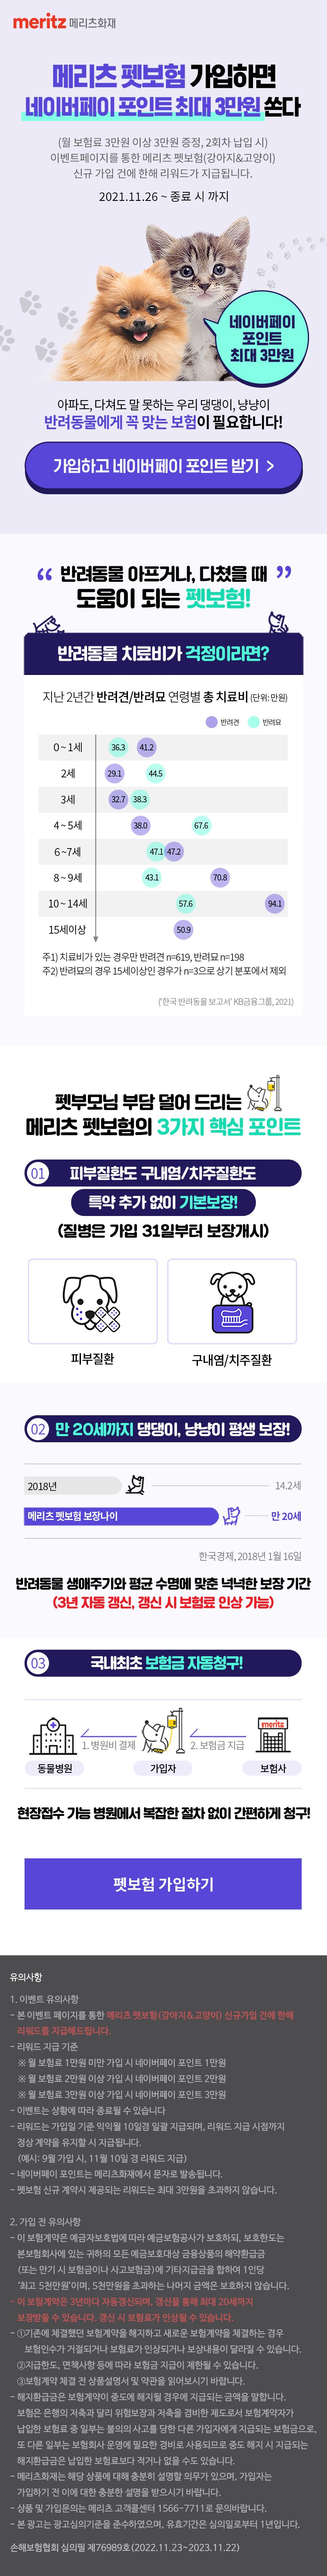 meritz 메리츠화재
메리츠 펫보험 가입하면
네이버페이 포인트 최대 3만원 쏜다
(월 보험료 3만원 이상 3만원 증정, 2회차 납입 시)
이벤트페이지를 통한 메리츠 펫보험(강아지&고양이)
신규 가입 건에 한해 리워드가 지급됩니다.
2021.11.26 ~ 종료 시 까지
네이버페이
포인트
최대 3만원
아파도, 다쳐도 말 못하는 우리 댕댕이, 냥냥이
반려동물에게 꼭 맞는 보험이 필요합니다!
가입하고 네이버페이 포인트 받기 >
“ 반려동물 아프거나, 다쳤을 때 ”
도움이 되는 펫보험!
반려동물 치료비가 걱정이라면?
지난 2년간 반려견/반려묘 연령별 총 치료비 (단위: 만원)
반려견 반려묘
0 ~ 1세 36.3 41.2
2세 29.1 44.5
3세 32.7 38.3
4 ~ 5세 38.0 67.6
6 ~7세 47.1 47.2
8 ~ 9세 43.1 70.8
10 ~ 14세 57.6 94.1
15세이상 50.9
주1) 치료비가 있는 경우만 반려견 n=619, 반려묘 n=198
주2) 반려묘의 경우 15세이상인 경우가 n=3으로 상기 분포에서 제외
('한국 반려동물 보고서' KB금융그룹, 2021)
펫부모님 부담 덜어 드리는
메리츠 펫보험의 3가지 핵심 포인트
01 피부질환도 구내염/치주질환도
특약 추가 없이 기본보장!
(질병은 가입 31일부터 보장개시)
피부질환 구내염/치주질환
02 만 20세까지 댕댕이, 냥냥이 평생 보장!
2018년 14.2세
메리츠 펫보험 보장나이 만 20세
한국경제, 2018년 1월 16일
반려동물 생애주기와 평균 수명에 맞춘 넉넉한 보장 기간
(3년 자동 갱신, 갱신 시 보험료 인상 가능)
03 국내최초 보험금 자동청구!
meritz
1. 병원비 결제 2. 보험금 지급
동물병원 가입자 보험사
현장접수 가능 병원에서 복잡한 절차 없이 간편하게 청구!
펫보험 가입하기
유의사항
1. 이벤트 유의사항
- 본 이벤트 페이지를 통한 메리츠 펫보험(강아지&고양이) 신규가입 건에 한해
리워드를 지급해드립니다.
- 리워드 지급 기준
※ 월 보험료 1만원 미만 가입 시 네이버페이 포인트 1만원
※ 월 보험료 2만원 이상 가입 시 네이버페이 포인트 2만원
※ 월 보험료 3만원 이상 가입 시 네이버페이 포인트 3만원
- 이벤트는 상황에 따라 종료될 수 있습니다
- 리워드는 가입일 기준 익익월 10일경 일괄 지급되며, 리워드 지급 시점까지
정상 계약을 유지할 시 지급됩니다.
(예시: 9월 가입 시, 11월 10일 경 리워드 지급)
- 네이버페이 포인트는 메리츠화재에서 문자로 발송됩니다.
- 펫보험 신규 계약시 제공되는 리워드는 최대 3만원을 초과하지 않습니다.
2. 가입 전 유의사항
- 이 보험계약은 예금자보호법에 따라 예금보험공사가 보호하되, 보호한도는
본보험회사에 있는 귀하의 모든 예금보호대상 금융상품의 해약환급금
(또는 만기 시 보험금이나 사고보험금)에 기타지급금을 합하여 1인당
'최고 5천만원'이며, 5천만원을 초과하는 나머지 금액은 보호하지 않습니다.
- 이 보험계약은 3년마다 자동갱신되며, 갱신을 통해 최대 20세까지
보장받을 수 있습니다. 갱신 시 보험료가 인상될 수 있습니다.
- ①기존에 체결했던 보험계약을 해지하고 새로운 보험계약을 체결하는 경우
보험인수가 거절되거나 보험료가 인상되거나 보상내용이 달라질 수 있습니다.
②지급한도, 면책사항 등에 따라 보험금 지급이 제한될 수 있습니다.
③보험계약 체결 전 상품설명서 및 약관을 읽어보시기 바랍니다.
- 해지환급금은 보험계약이 중도에 해지될 경우에 지급되는 금액을 말합니다.
보험은 은행의 저축과 달리 위험보장과 저축을 겸비한 제도로서 보험계약자가
납입한 보험료 중 일부는 불의의 사고를 당한 다른 가입자에게 지급되는 보험금으로,
또 다른 일부는 보험회사 운영에 필요한 경비로 사용되므로 중도 해지 시 지급되는
해지환급금은 납입한 보험료보다 적거나 없을 수도 있습니다.
- 메리츠화재는 해당 상품에 대해 충분히 설명할 의무가 있으며, 가입자는
가입하기 전 이에 대한 충분한 설명을 받으시기 바랍니다.
- 상품 및 가입문의는 메리츠 고객콜센터 1566-7711로 문의바랍니다.
- 본 광고는 광고심의기준을 준수하였으며, 유효기간은 심의일로부터 1년입니다.
손해보험협회 심의필 제76989호(2022.11.23~2023.11.22)